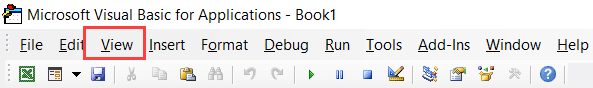 Microsoft Visual Basic for Applications - Book1
File Edit View Insert Format Debug Run Tools Add-Ins Window Help